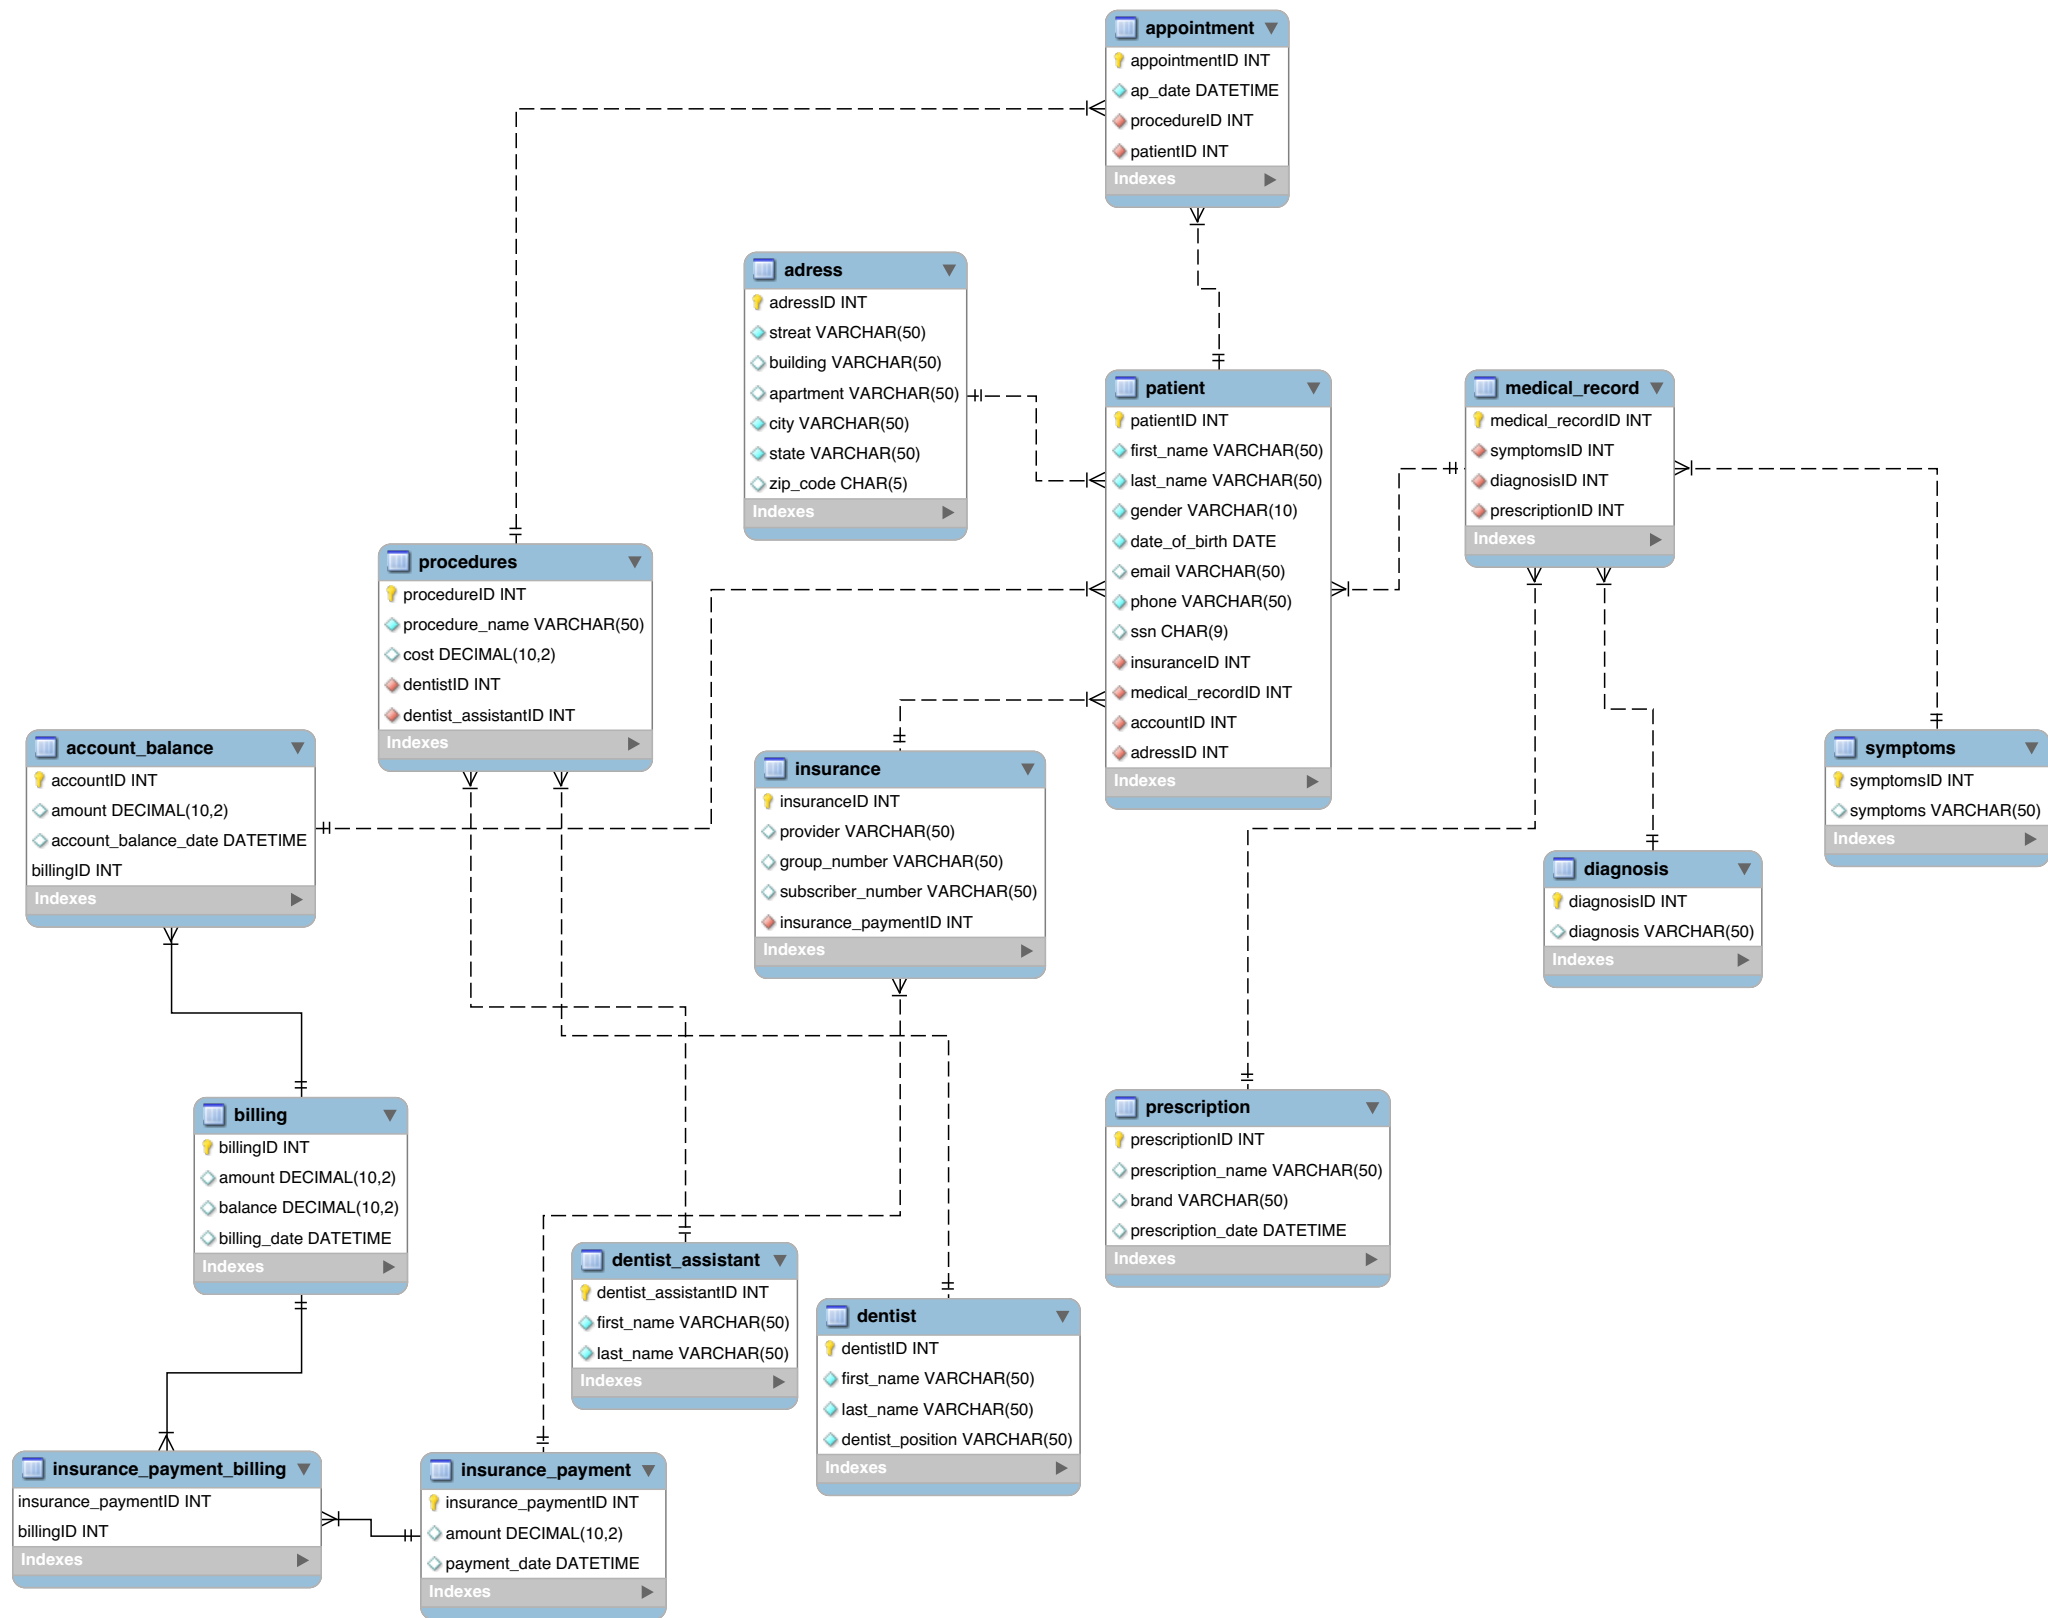 appointment
appointmentID INT
ap_date DATETIME
procedureID INT
patientID INT
Indexes
adress
adressID INT
streat VARCHAR(50)
building VARCHAR(50)
apartment VARCHAR(50)
city VARCHAR(50)
state VARCHAR(50)
zip_code CHAR(5)
Indexes
patient
patientID INT
first_name VARCHAR(50)
last_name VARCHAR(50)
gender VARCHAR(10)
date_of_birth DATE
email VARCHAR(50)
phone VARCHAR(50)
ssn CHAR(9)
insuranceID INT
medical_recordID INT
accountID INT
adressID INT
Indexes
medical_record
medical_recordID INT
symptomsID INT
diagnosisID INT
prescriptionID INT
Indexes
procedures
procedureID INT
procedure_name VARCHAR(50)
cost DECIMAL(10,2)
dentistID INT
dentist_assistantID INT
Indexes
account_balance
accountID INT
amount DECIMAL(10,2)
account_balance_date DATETIME
billingID INT
Indexes
insurance
insuranceID INT
provider VARCHAR(50)
group_number VARCHAR(50)
subscriber_number VARCHAR(50)
insurance_paymentID INT
Indexes
symptoms
symptomsID INT
symptoms VARCHAR(50)
Indexes
diagnosis
diagnosisID INT
diagnosis VARCHAR(50)
Indexes
billing
billingID INT
amount DECIMAL(10,2)
balance DECIMAL(10,2)
billing_date DATETIME
Indexes
prescription
prescriptionID INT
prescription_name VARCHAR(50)
brand VARCHAR(50)
prescription_date DATETIME
Indexes
dentist_assistant
dentist_assistantID INT
first_name VARCHAR(50)
last_name VARCHAR(50)
Indexes
dentist
dentistID INT
first_name VARCHAR(50)
last_name VARCHAR(50)
dentist_position VARCHAR(50)
Indexes
insurance_payment_billing
insurance_paymentID INT
billingID INT
Indexes
insurance_payment
insurance_paymentID INT
amount DECIMAL(10,2)
payment_date DATETIME
Indexes